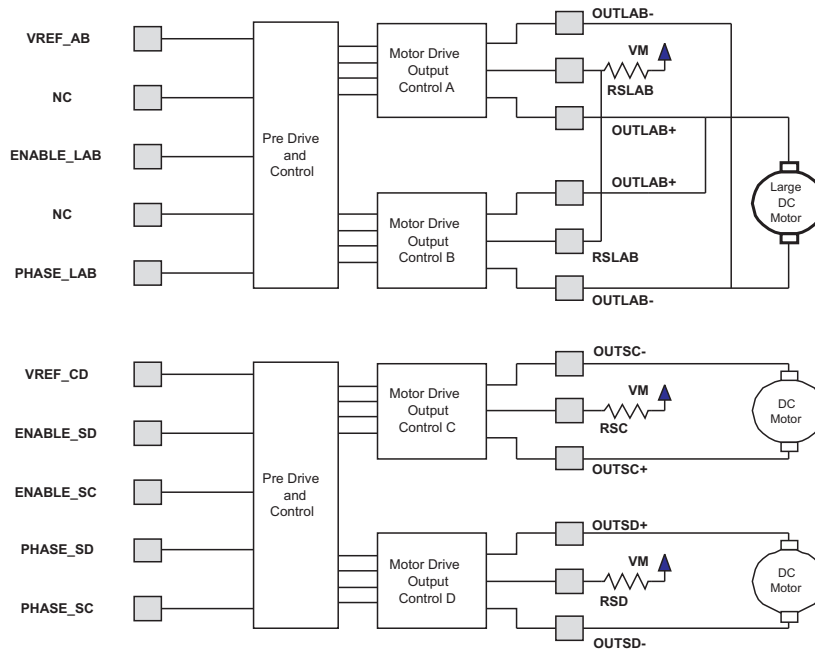 VREF_AB
NC
ENABLE_LAB
NC
PHASE_LAB
Pre Drive
and
Control
Motor Drive
Output
Control A
Motor Drive
Output
Control B
OUTLAB-
VM
RSLAB
OUTLAB+
OUTLAB+
RSLAB
OUTLAB-
Large
DC
Motor
VREF_CD
ENABLE_SD
ENABLE_SC
PHASE_SD
PHASE_SC
Pre Drive
and
Control
Motor Drive
Output
Control C
Motor Drive
Output
Control D
OUTSC-
VM
RSC
OUTSC+
DC
Motor
OUTSD+
VM
RSD
OUTSD-
DC
Motor